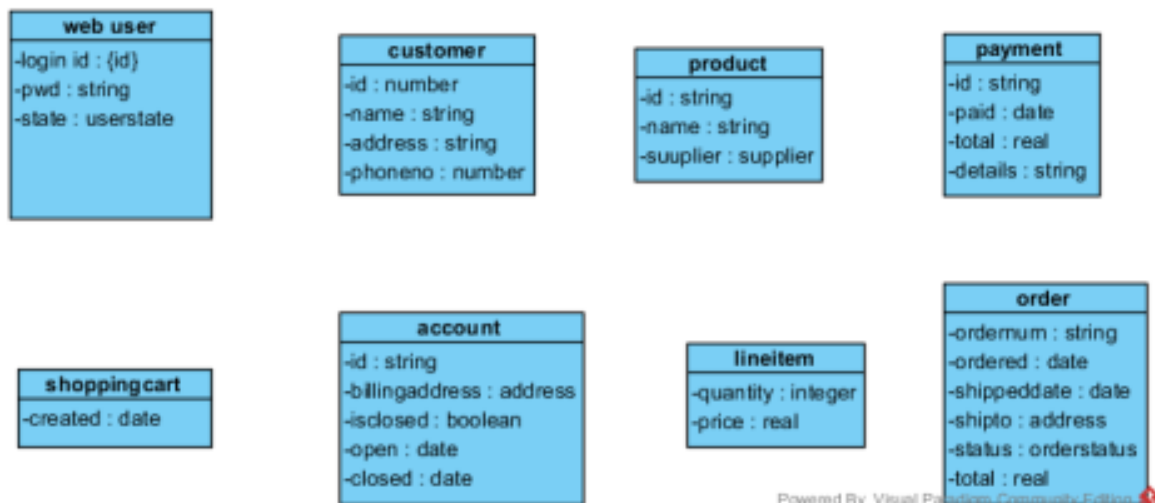 web user
-login id : {id}
-pwd : string
-state : userstate
customer
-id : number
-name : string
-address : string
-phoneno : number
product
-id : string
-name : string
-suuplier : supplier
payment
-id : string
-paid : date
-total : real
-details : string
shoppingcart
-created : date
account
-id : string
-billingaddress : address
-isclosed : boolean
-open : date
-closed : date
lineitem
-quantity : integer
-price : real
order
-ordernum : string
-ordered : date
-shippeddate : date
-shipto : address
-status : orderstatus
-total : real
Powered By Visual Paradigm Community Edition